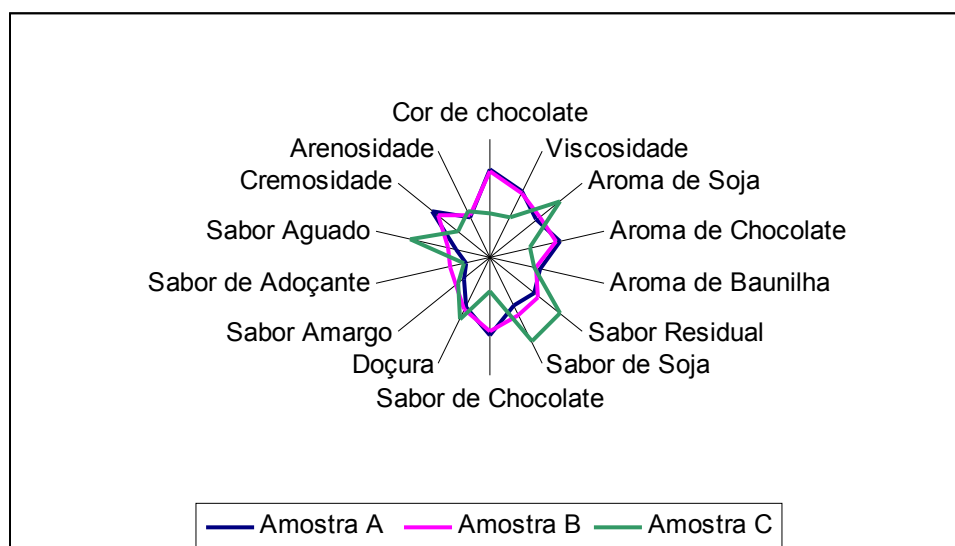 Cor de chocolate
Viscosidade
Aroma de Soja
Aroma de Chocolate
Aroma de Baunilha
Sabor Residual
Sabor de Soja
Sabor de Chocolate
Doçura
Sabor Amargo
Sabor de Adoçante
Sabor Aguado
Cremosidade
Arenosidade
Amostra A
Amostra B
Amostra C